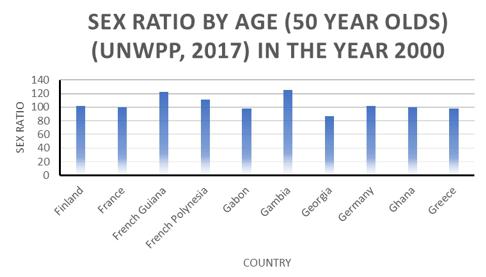 SEX RATIO BY AGE (50 YEAR OLDS)
(UNWPP, 2017) IN THE YEAR 2000
140
120
100
80
60
40
20
0
SEX RATIO
Finland
France
French Guiana
French Polynesia
Gabon
Gambia
Georgia
Germany
Ghana
Greece
COUNTRY